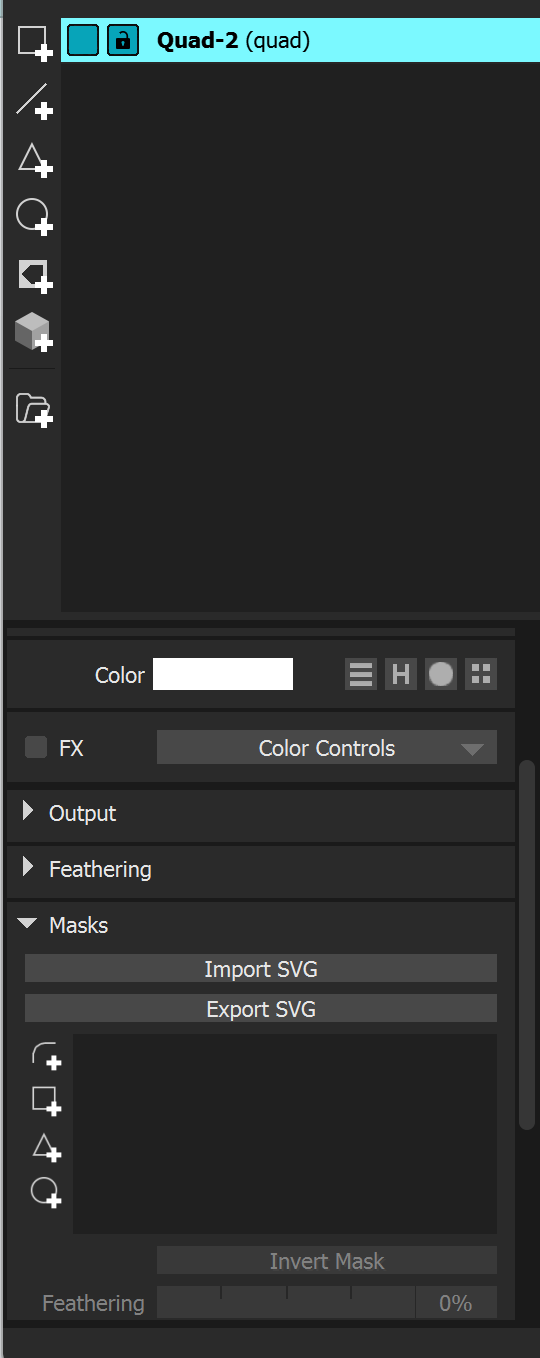 Quad-2 (quad)
Color
H
FX Color Controls
Output
Feathering
Masks
Import SVG
Export SVG
Invert Mask
Feathering 0%